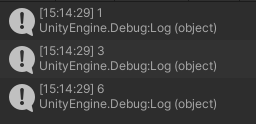 [15:14:29] 1
UnityEngine.Debug:Log (object)
[15:14:29] 3
UnityEngine.Debug:Log (object)
[15:14:29] 6
UnityEngine.Debug:Log (object)